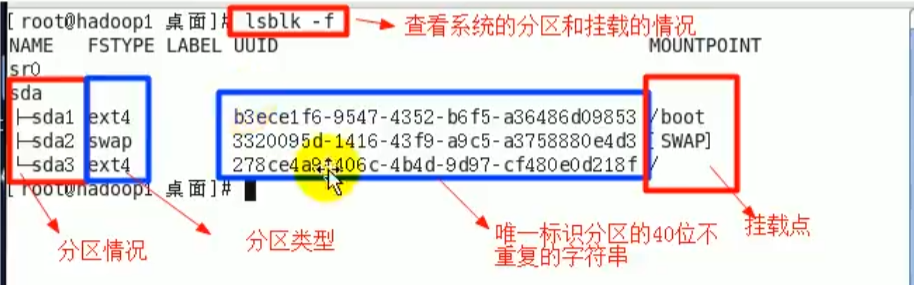 [root@hadoop1 桌面]# lsblk -f
查看系统的分区和挂载的情况
NAME FSTYPE LABEL UUID MOUNTPOINT
sr0
sda
├─sda1 ext4 b3ece1f6-9547-4352-b6f5-a36486d09853 /boot
├─sda2 swap 3320095d-1416-43f9-a9c5-a3758880e4d3 [SWAP]
└─sda3 ext4 278ce4a9-406c-4b4d-9d97-cf480e0d218f /
[root@hadoop1 桌面]#
分区情况
分区类型
唯一标识分区的40位不
重复的字符串
挂载点